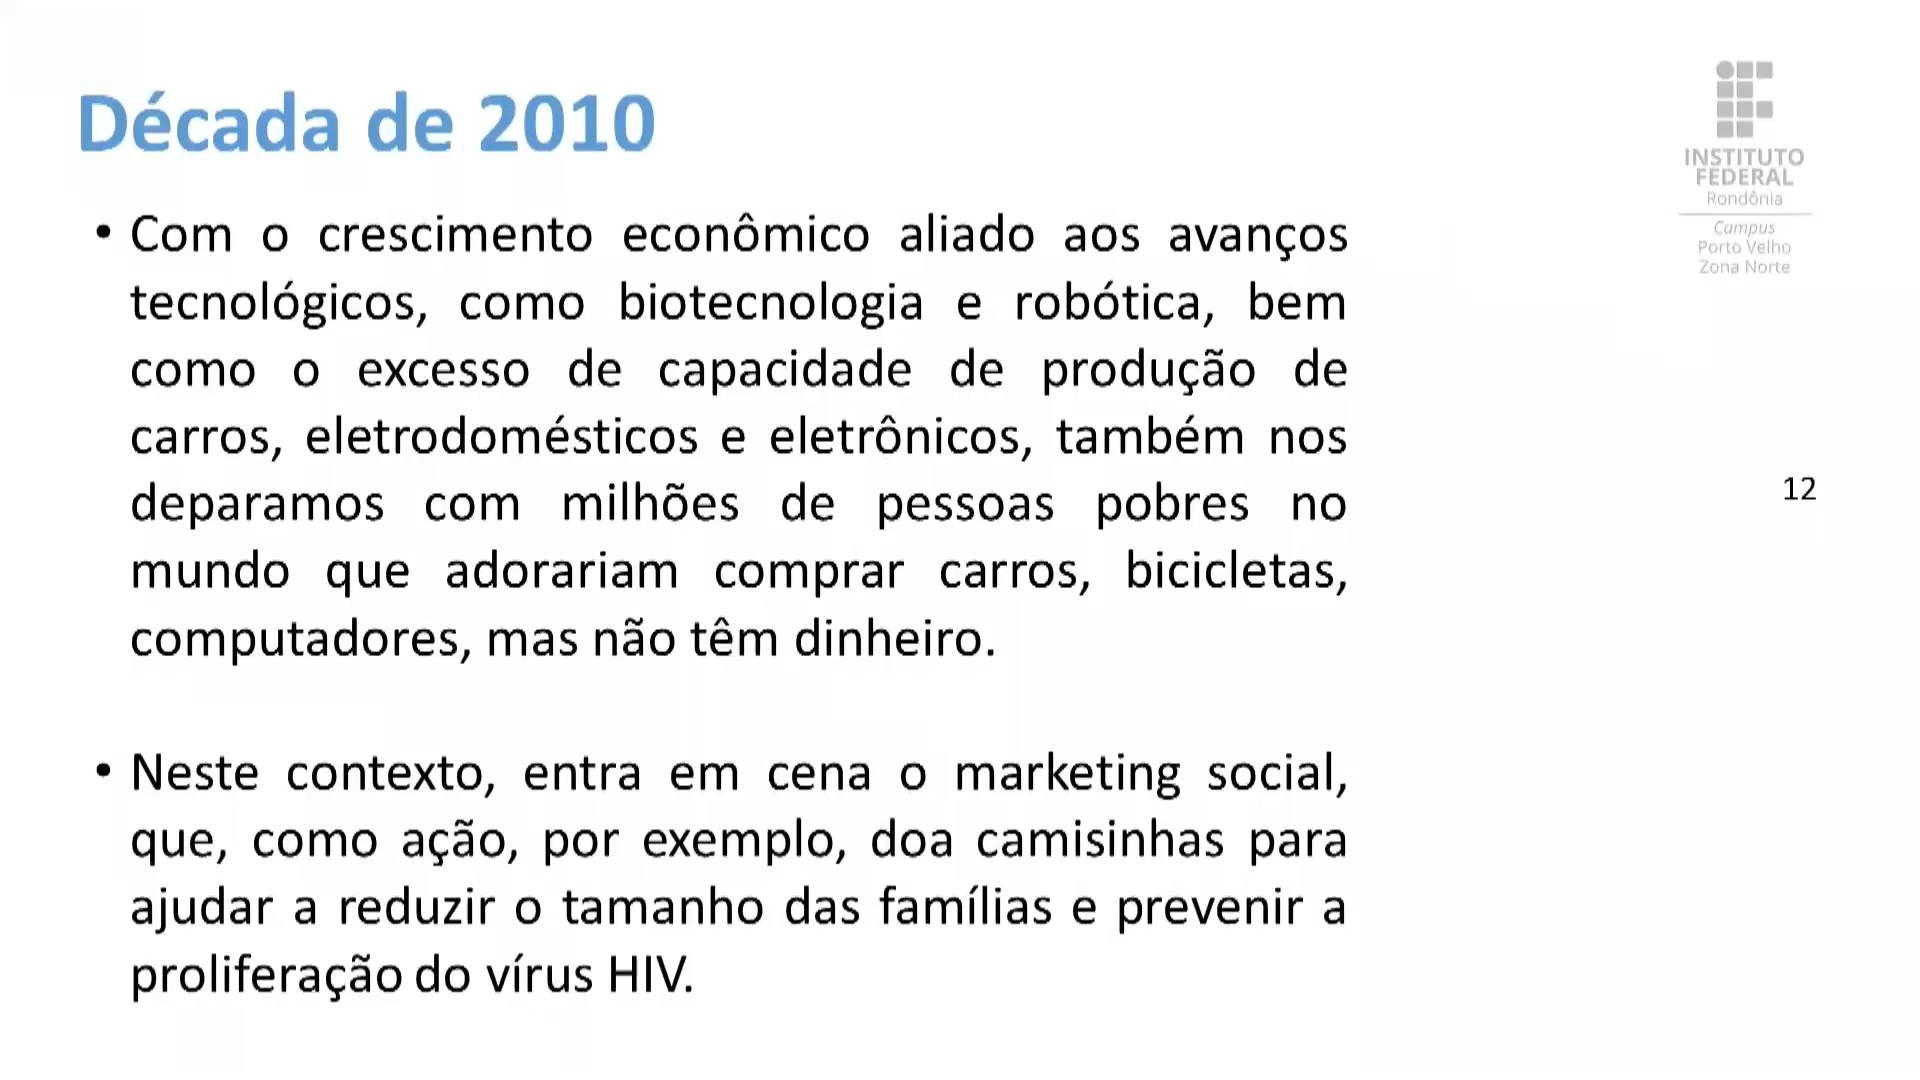 Década de 2010
• Com o crescimento econômico aliado aos avanços
tecnológicos, como biotecnologia e robótica, bem
como o excesso de capacidade de produção de
carros, eletrodomésticos e eletrônicos, também nos
deparamos com milhões de pessoas pobres no
mundo que adorariam comprar carros, bicicletas,
computadores, mas não têm dinheiro.
• Neste contexto, entra em cena o marketing social,
que, como ação, por exemplo, doa camisinhas para
ajudar a reduzir o tamanho das famílias e prevenir a
proliferação do vírus HIV.
INSTITUTO
FEDERAL
Rondônia
Campus
Porto Velho
Zona Norte
12